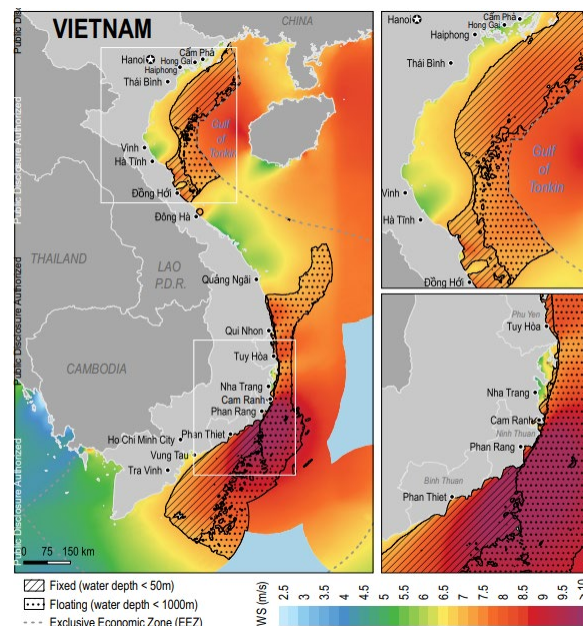 VIETNAM
CHINA
Hanoi
Cẩm Phả
Hong Gai
Haiphong
Thái Bình
Gulf
of
Tonkin
Vinh
Hà Tĩnh
Đồng Hới
Đông Hà
THAILAND
LAO
P.D.R.
Quảng Ngãi
CAMBODIA
Qui Nhon
Tuy Hòa
Nha Trang
Cam Ranh
Phan Rang
Phan Thiet
Ho Chi Minh City
Vung Tau
Tra Vinh
0 75 150 km
Public Disclosure Authorized
Public Disclosure Authorized
Public Disclosure Authorized
Hanoi
Cẩm Phả
Hong Gai
Haiphong
Thái Bình
Gulf
of
Tonkin
Vinh
Hà Tĩnh
Đồng Hới
Phu Yen
Tuy Hòa
Nha Trang
Cam Ranh
Ninh Thuan
Phan Rang
Binh Thuan
Phan Thiet
Fixed (water depth < 50m)
Floating (water depth < 1000m)
Exclusive Economic Zone (EEZ)
WS (m/s)
2.5 3 3.5 4 4.5 5 5.5 6 6.5 7 7.5 8 8.5 9 9.5